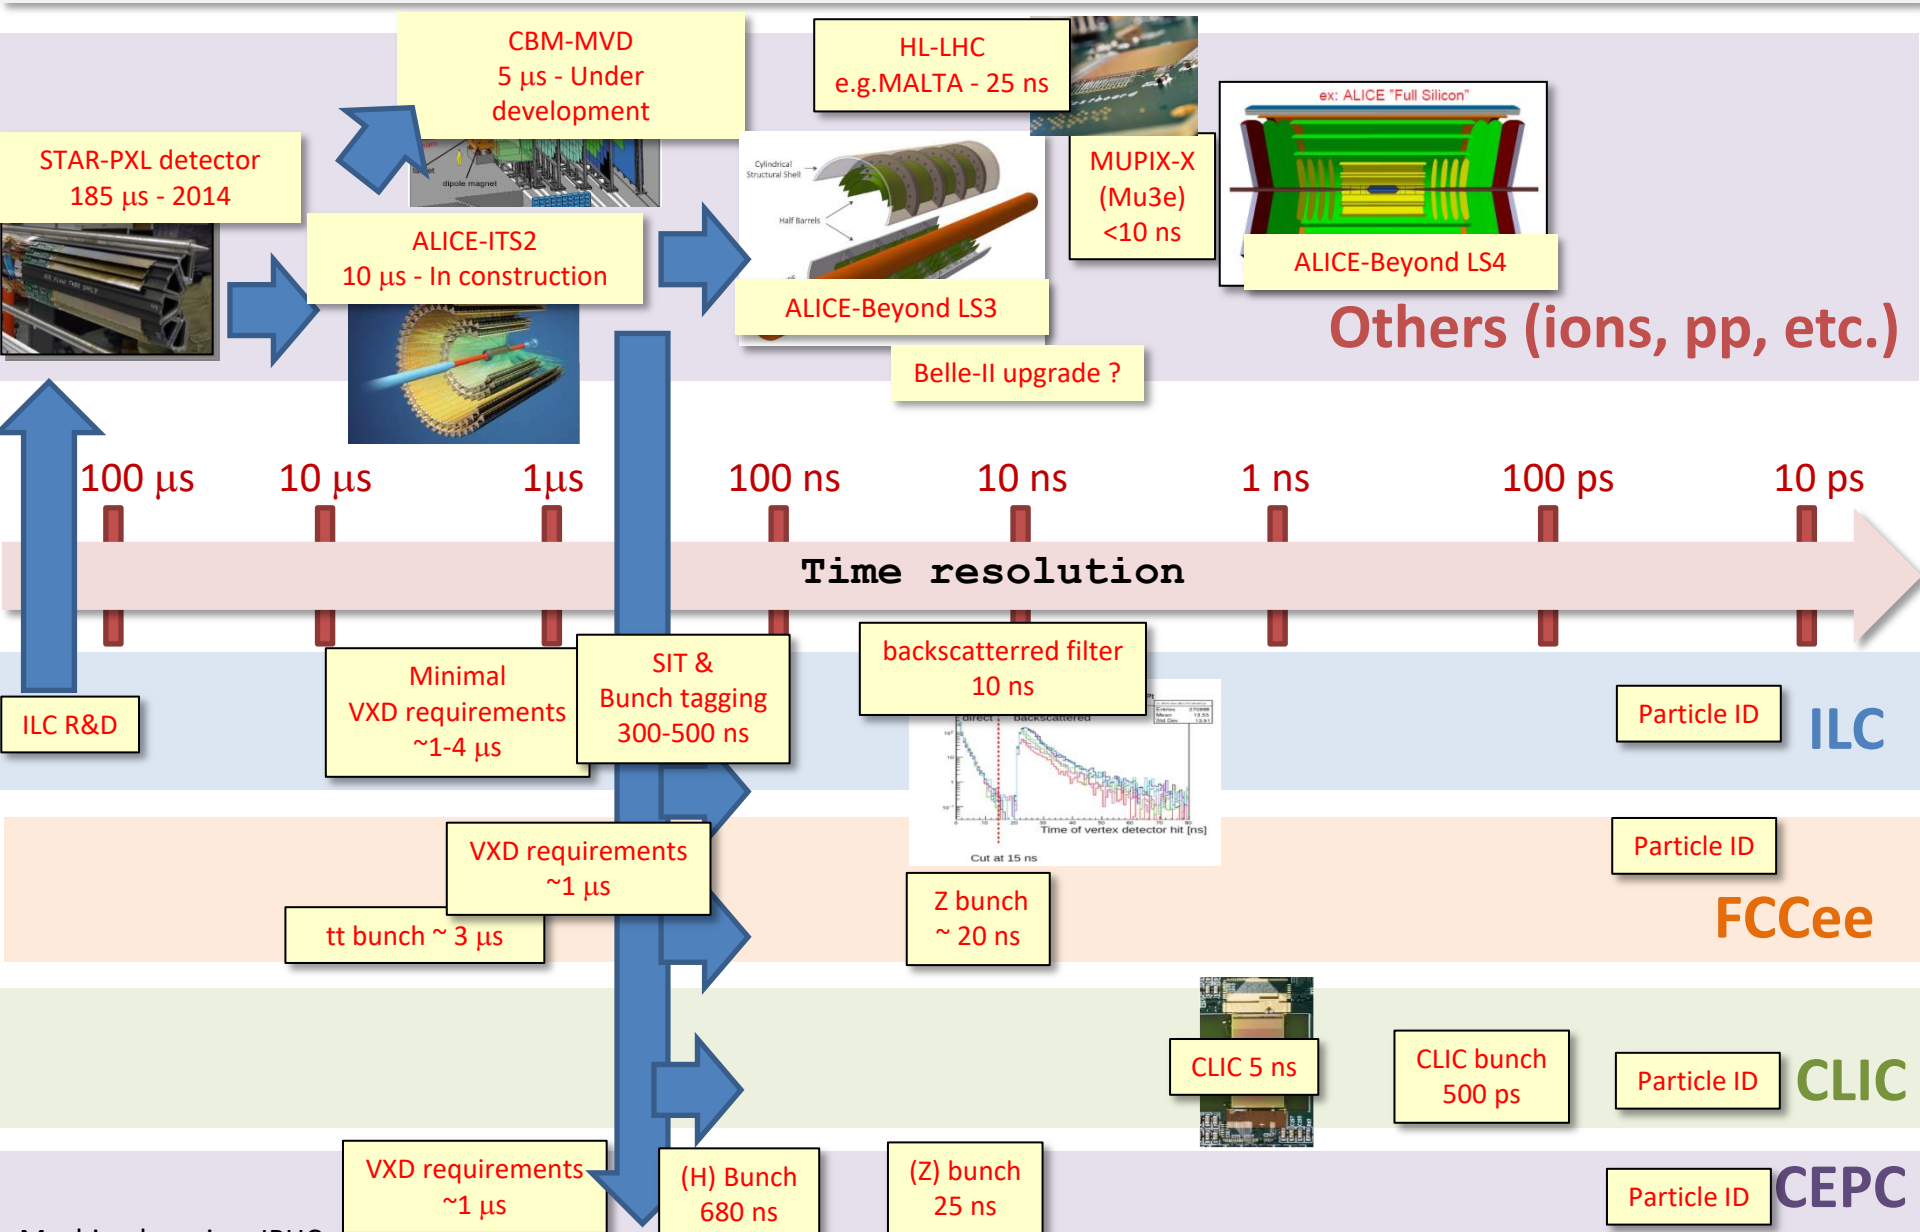 CBM-MVD
5 µs - Under
development
HL-LHC
e.g.MALTA - 25 ns
ex: ALICE "Full Silicon"
STAR-PXL detector
185 µs - 2014
dipole magnet
Cylindrical
Structural Shell
Half Barrels
MUPIX-X
(Mu3e)
<10 ns
ALICE-ITS2
10 µs - In construction
ALICE-Beyond LS3
ALICE-Beyond LS4
Others (ions, pp, etc.)
Belle-II upgrade ?
100 µs
10 µs
1µs
100 ns
10 ns
1 ns
100 ps
10 ps
Time resolution
ILC R&D
Minimal
VXD requirements
~1-4 µs
SIT &
Bunch tagging
300-500 ns
backscatterred filter
10 ns
direct
backscattered
Time of vertex detector hit [ns]
Cut at 15 ns
Particle ID
ILC
VXD requirements
~1 µs
tt bunch ~ 3 µs
Z bunch
~ 20 ns
Particle ID
FCCee
CLIC 5 ns
CLIC bunch
500 ps
Particle ID
CLIC
VXD requirements
~1 µs
(H) Bunch
680 ns
(Z) bunch
25 ns
Particle ID
CEPC